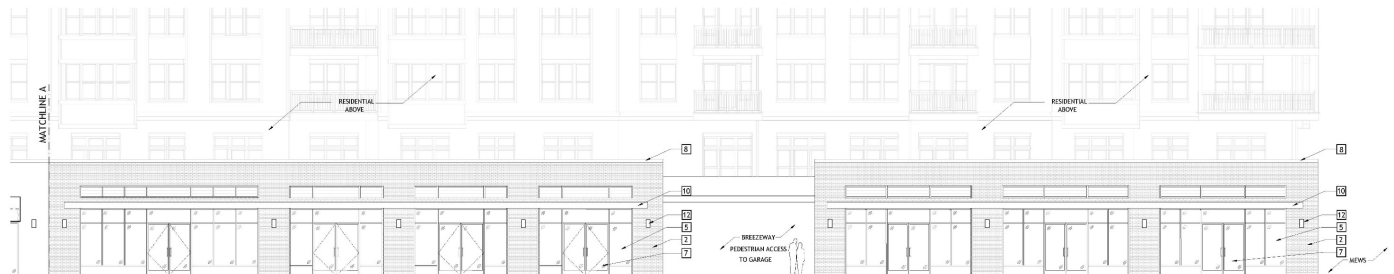 MATCHLINE A
RESIDENTIAL
ABOVE
RESIDENTIAL
ABOVE
8
10
12
5
2
7
BREEZEWAY
PEDESTRIAN ACCESS
TO GARAGE
8
10
12
5
2
7
MEWS